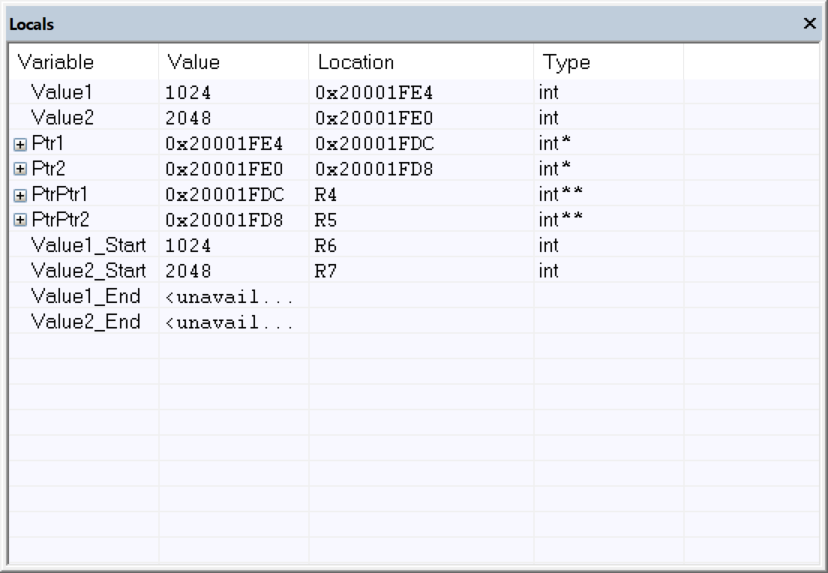 Locals
Variable Value Location Type
Value1 1024 0x20001FE4 int
Value2 2048 0x20001FE0 int
Ptr1 0x20001FE4 0x20001FDC int*
Ptr2 0x20001FE0 0x20001FD8 int*
PtrPtr1 0x20001FDC R4 int**
PtrPtr2 0x20001FD8 R5 int**
Value1_Start 1024 R6 int
Value2_Start 2048 R7 int
Value1_End <unavail...
Value2_End <unavail...